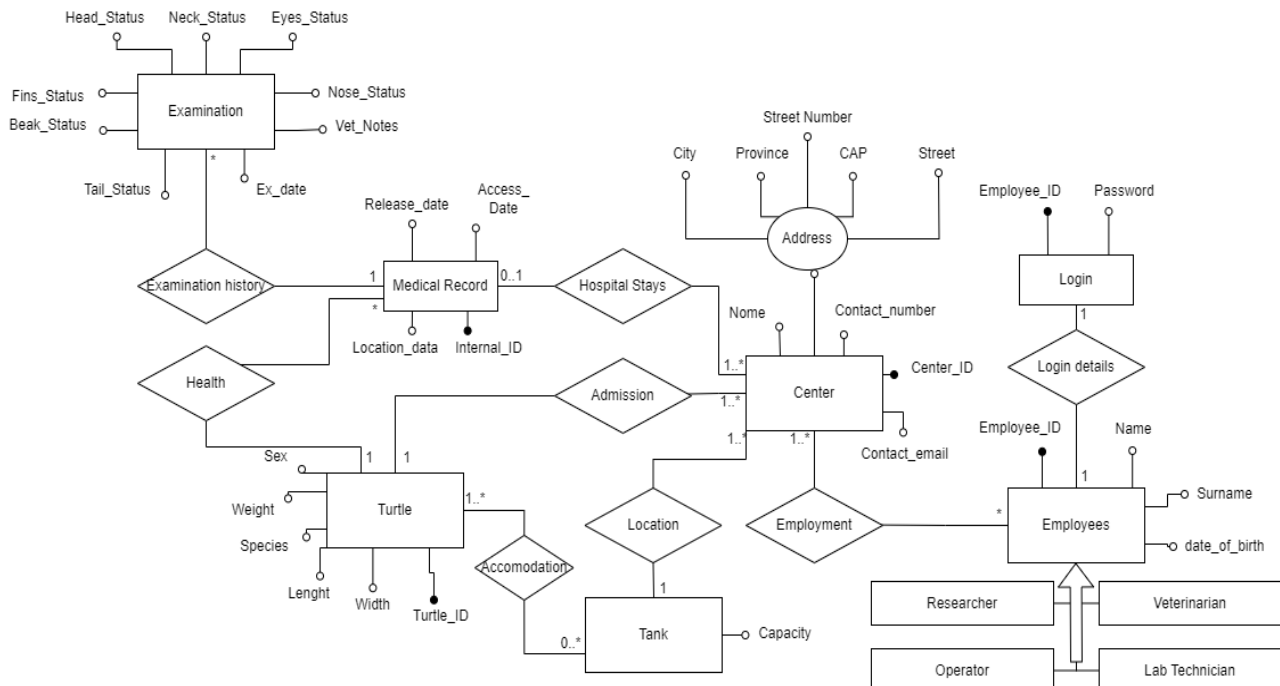 Head_Status
Neck_Status
Eyes_Status
Fins_Status
Examination
Nose_Status
Beak_Status
Vet_Notes
Tail_Status
*
Ex_date
Street Number
City
Province
CAP
Street
Employee_ID
Password
Release_date
Access_
Date
Address
Examination history
1
Medical Record
0..1
Hospital Stays
Login
*
Location_data
Internal_ID
Nome
Contact_number
1
Health
Admission
1..*
1..*
Center
Center_ID
Login details
1..*
1..*
Contact_email
Employee_ID
Name
Sex
1
1
1
Weight
Turtle
1..*
Location
Employment
*
Employees
Surname
Species
date_of_birth
Accomodation
Lenght
Width
Turtle_ID
1
Researcher
Veterinarian
0..*
Tank
Capacity
Operator
Lab Technician